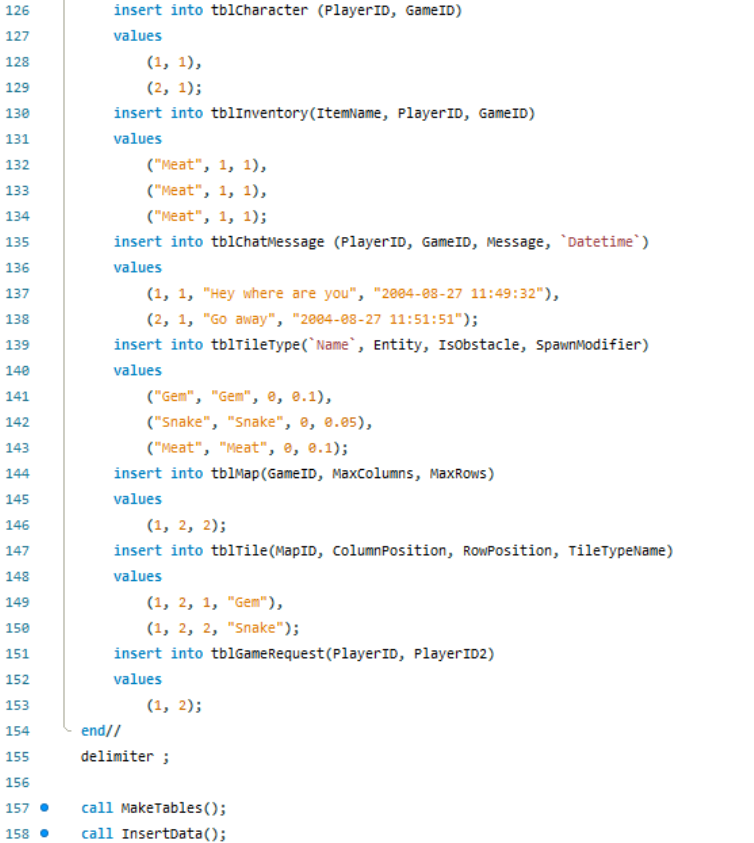 126 insert into tblCharacter (PlayerID, GameID)
127 values
128 (1, 1),
129 (2, 1);
130 insert into tblInventory(ItemName, PlayerID, GameID)
131 values
132 ("Meat", 1, 1),
133 ("Meat", 1, 1),
134 ("Meat", 1, 1);
135 insert into tblChatMessage (PlayerID, GameID, Message, `Datetime`)
136 values
137 (1, 1, "Hey where are you", "2004-08-27 11:49:32"),
138 (2, 1, "Go away", "2004-08-27 11:51:51");
139 insert into tblTileType(`Name`, Entity, IsObstacle, SpawnModifier)
140 values
141 ("Gem", "Gem", 0, 0.1),
142 ("Snake", "Snake", 0, 0.05),
143 ("Meat", "Meat", 0, 0.1);
144 insert into tblMap(GameID, MaxColumns, MaxRows)
145 values
146 (1, 2, 2);
147 insert into tblTile(MapID, ColumnPosition, RowPosition, TileTypeName)
148 values
149 (1, 2, 1, "Gem"),
150 (1, 2, 2, "Snake");
151 insert into tblGameRequest(PlayerID, PlayerID2)
152 values
153 (1, 2);
154 end//
155 delimiter ;
156
157 call MakeTables();
158 call InsertData();